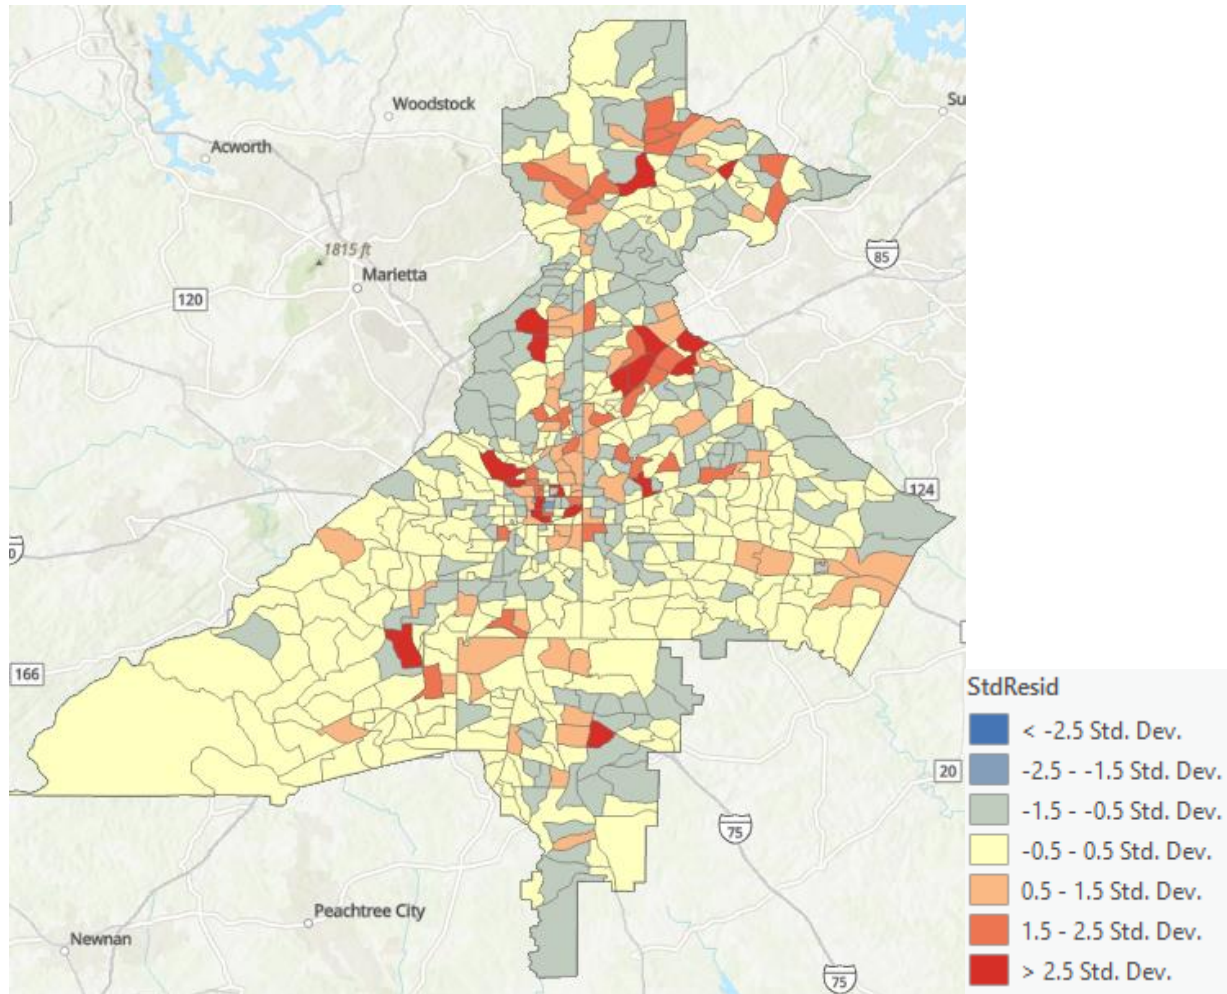 Woodstock
Su
Acworth
1815 ft
Marietta
85
120
124
0
166
20
75
Peachtree City
Newnan
75
StdResid
< -2.5 Std. Dev.
-2.5 - -1.5 Std. Dev.
-1.5 - -0.5 Std. Dev.
-0.5 - 0.5 Std. Dev.
0.5 - 1.5 Std. Dev.
1.5 - 2.5 Std. Dev.
> 2.5 Std. Dev.